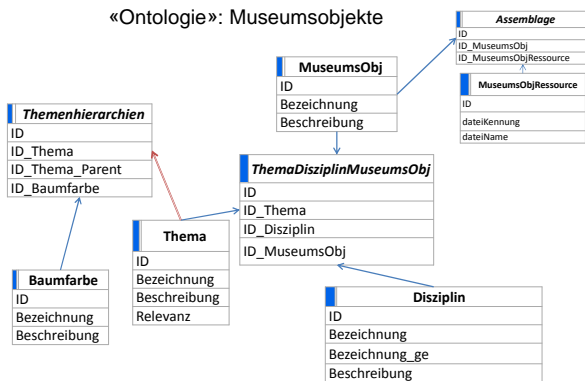 «Ontologie»: Museumsobjekte
Assemblage
ID
ID_MuseumsObj
ID_MuseumsObjRessource
MuseumsObjRessource
ID
dateiKennung
dateiName
MuseumsObj
ID
Bezeichnung
Beschreibung
Themenhierarchien
ID
ID_Thema
ID_Thema_Parent
ID_Baumfarbe
ThemaDisziplinMuseumsObj
ID
ID_Thema
ID_Disziplin
ID_MuseumsObj
Thema
ID
Bezeichnung
Beschreibung
Relevanz
Baumfarbe
ID
Bezeichnung
Beschreibung
Disziplin
ID
Bezeichnung
Bezeichnung_ge
Beschreibung